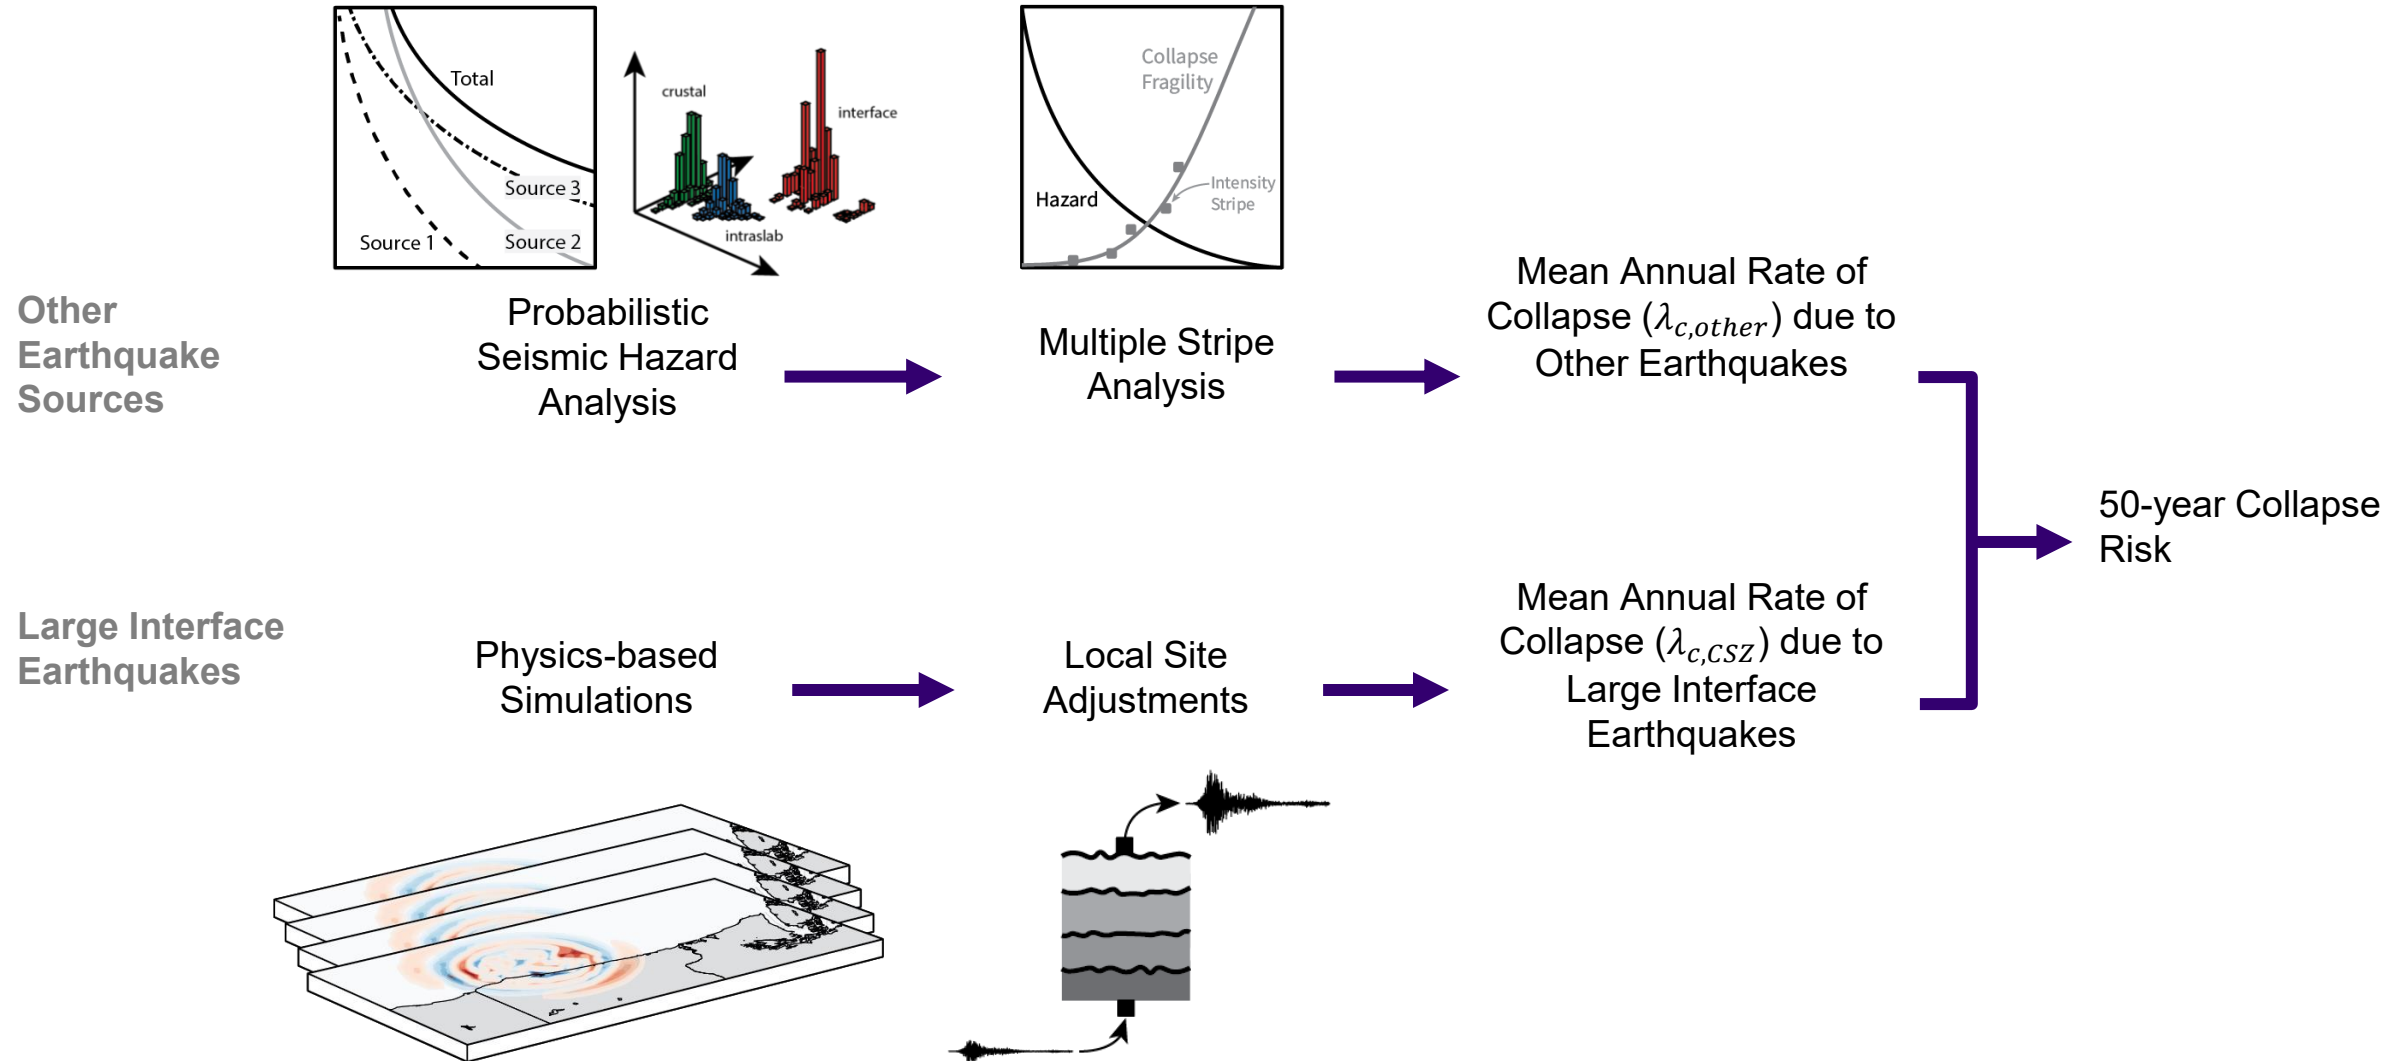 Total
Source 3
Source 1
Source 2
crustal
interface
intraslab
Collapse
Fragility
Intensity
Stripe
Hazard
Other
Earthquake
Sources
Probabilistic
Seismic Hazard
Analysis
Multiple Stripe
Analysis
Mean Annual Rate of
Collapse (λc,other) due to
Other Earthquakes
50-year Collapse
Risk
Large Interface
Earthquakes
Physics-based
Simulations
Local Site
Adjustments
Mean Annual Rate of
Collapse (λc,CSZ) due to
Large Interface
Earthquakes